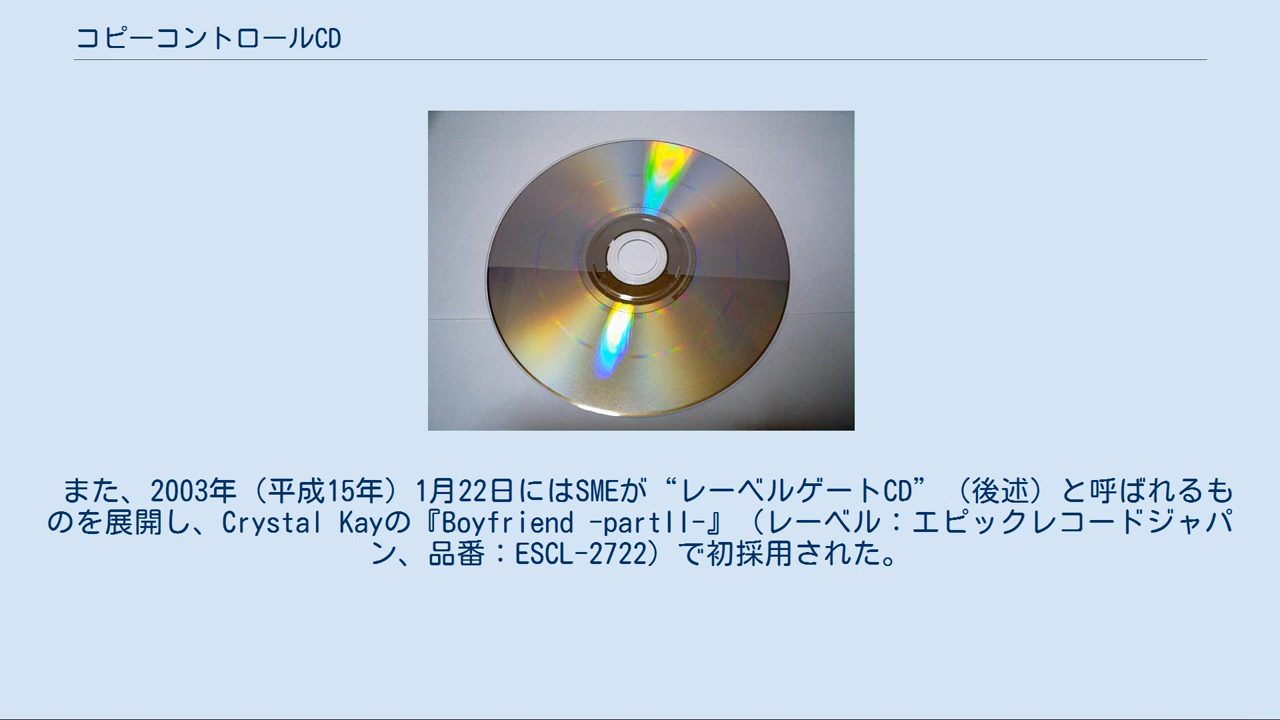 コピーコントロールCD
また、2003年（平成15年）1月22日にはSMEが“レーベルゲートCD”（後述）と呼ばれるも
のを展開し、Crystal Kayの『Boyfriend -partII-』（レーベル：エピックレコードジャパ
ン、品番：ESCL-2722）で初採用された。